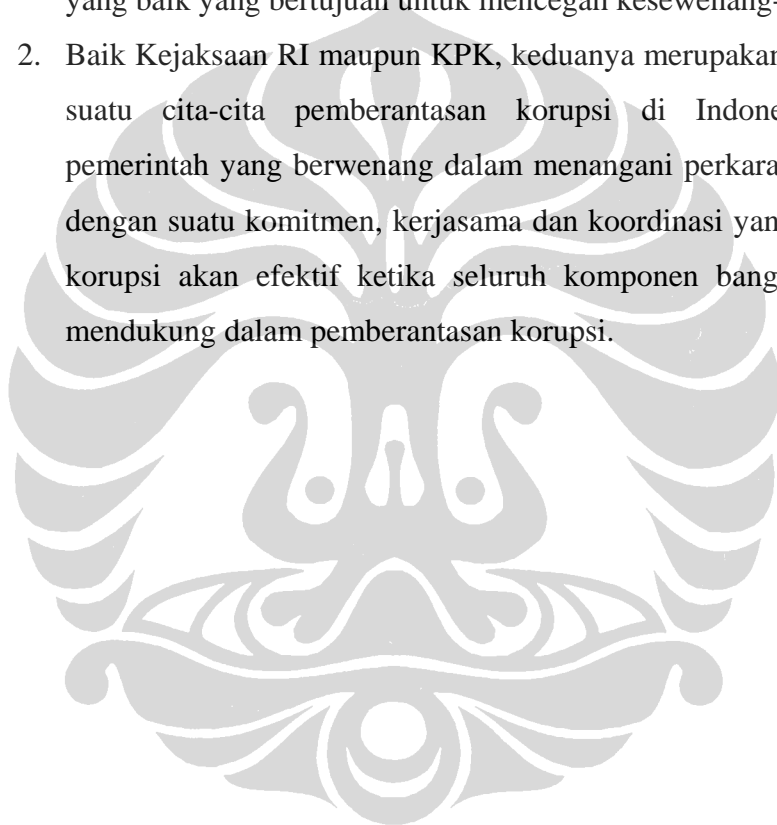 yang baik yang bertujuan untuk mencegah kesewenang-
2. Baik Kejaksaan RI maupun KPK, keduanya merupakan
suatu cita-cita pemberantasan korupsi di Indone
pemerintah yang berwenang dalam menangani perkara
dengan suatu komitmen, kerjasama dan koordinasi yan
korupsi akan efektif ketika seluruh komponen bang
mendukung dalam pemberantasan korupsi.